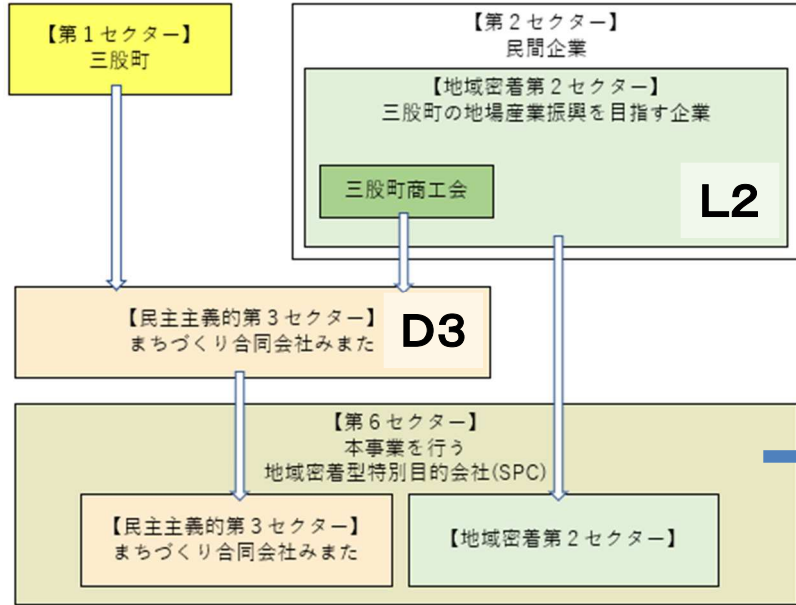 【第１セクター】
三股町
【第２セクター】
民間企業
【地域密着第２セクター】
三股町の地場産業振興を目指す企業
三股町商工会
L2
【民主主義的第３セクター】
まちづくり合同会社みまた
D3
【第６セクター】
本事業を行う
地域密着型特別目的会社(SPC)
【民主主義的第３セクター】
まちづくり合同会社みまた
【地域密着第２セクター】